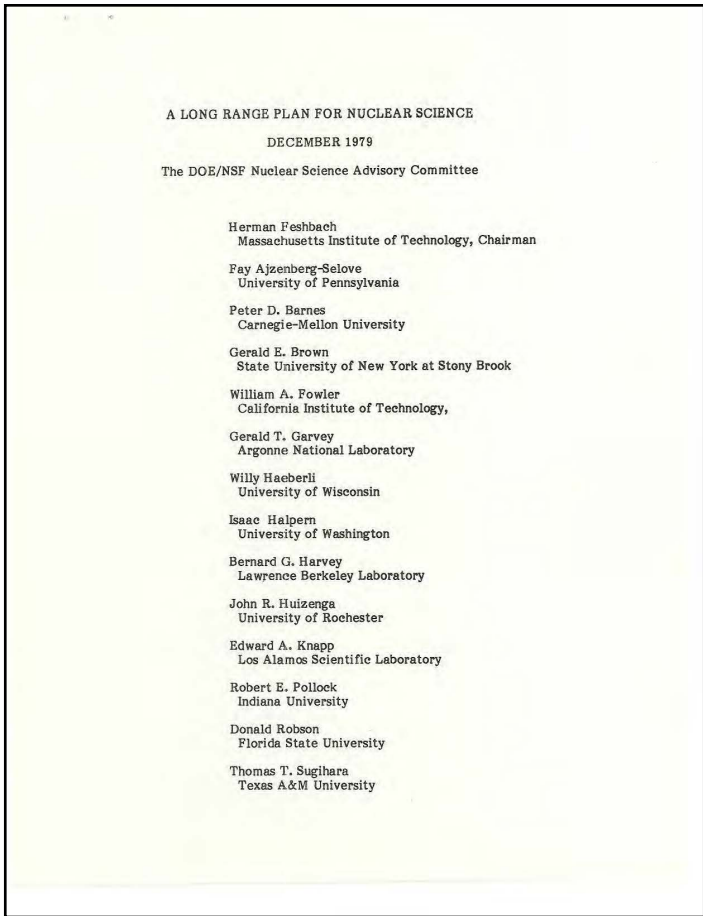 A LONG RANGE PLAN FOR NUCLEAR SCIENCE
DECEMBER 1979
The DOE/NSF Nuclear Science Advisory Committee
Herman Feshbach
Massachusetts Institute of Technology, Chairman
Fay Ajzenberg-Selove
University of Pennsylvania
Peter D. Barnes
Carnegie-Mellon University
Gerald E. Brown
State University of New York at Stony Brook
William A. Fowler
California Institute of Technology,
Gerald T. Garvey
Argonne National Laboratory
Willy Haeberli
University of Wisconsin
Isaac Halpern
University of Washington
Bernard G. Harvey
Lawrence Berkeley Laboratory
John R. Huizenga
University of Rochester
Edward A. Knapp
Los Alamos Scientific Laboratory
Robert E. Pollock
Indiana University
Donald Robson
Florida State University
Thomas T. Sugihara
Texas A&M University